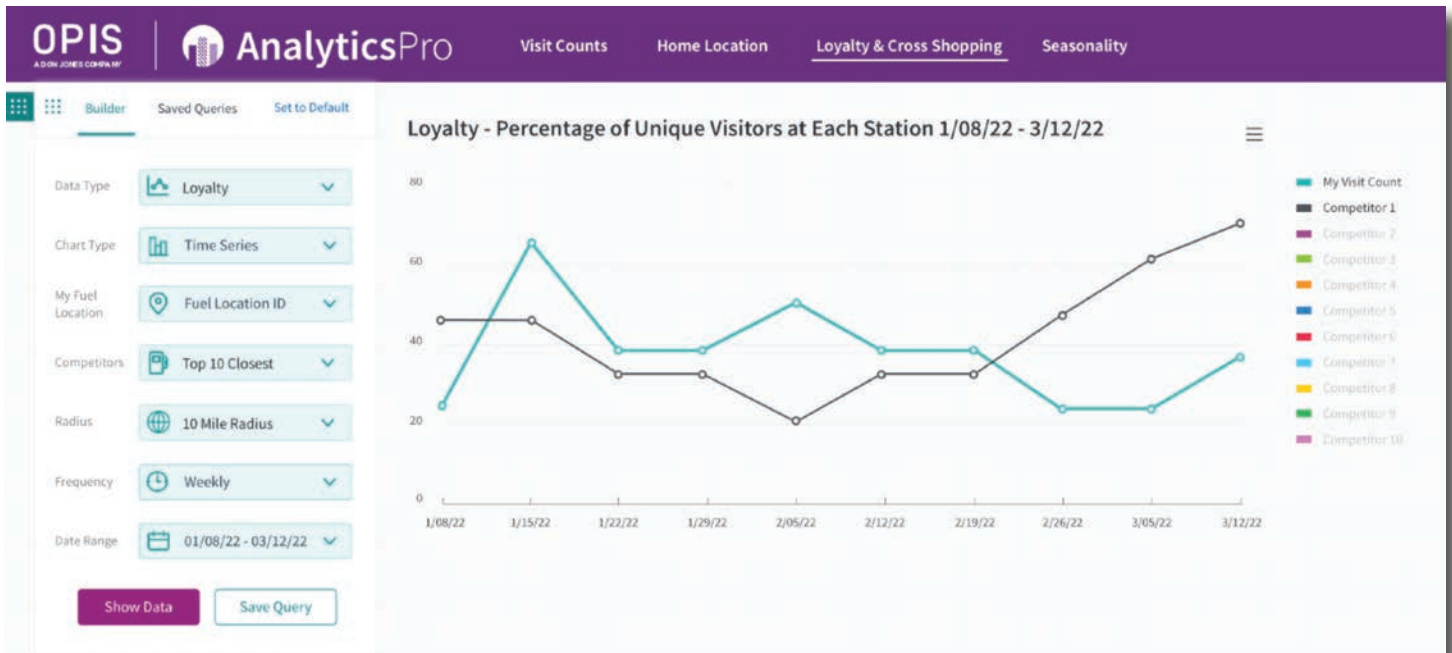 OPIS
A DOW JONES COMPANY
AnalyticsPro
Visit Counts
Home Location
Loyalty & Cross Shopping
Seasonality
Builder
Saved Queries
Set to Default
Data Type
Loyalty
Chart Type
Time Series
My Fuel
Location
Fuel Location ID
Competitors
Top 10 Closest
Radius
10 Mile Radius
Frequency
Weekly
Date Range
01/08/22 - 03/12/22
Show Data
Save Query
Loyalty - Percentage of Unique Visitors at Each Station 1/08/22 - 3/12/22
80
60
40
20
0
1/08/22
1/15/22
1/22/22
1/29/22
2/05/22
2/12/22
2/19/22
2/26/22
3/05/22
3/12/22
My Visit Count
Competitor 1
Competitor 2
Competitor 3
Competitor 4
Competitor 5
Competitor 6
Competitor 7
Competitor 8
Competitor 9
Competitor 10